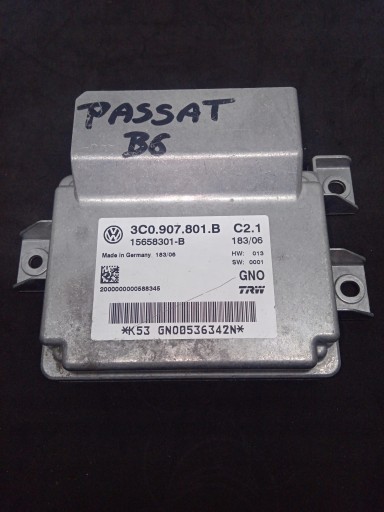 PASSAT
B6
3C0.907.801.B C2.1
15658301-B 183/06
Made in Germany 183/06
HW: 013
SW: 0001
GNO
2000000000588345
TRW
*K53 GNO0536342N*